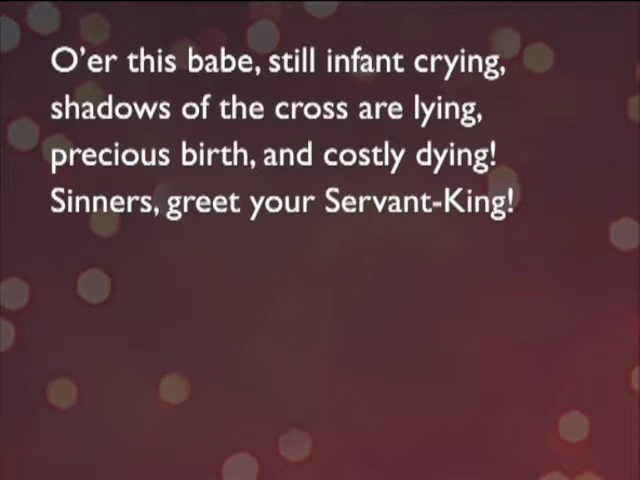 O'er this babe, still infant crying,
shadows of the cross are lying,
precious birth, and costly dying!
Sinners, greet your Servant-King!